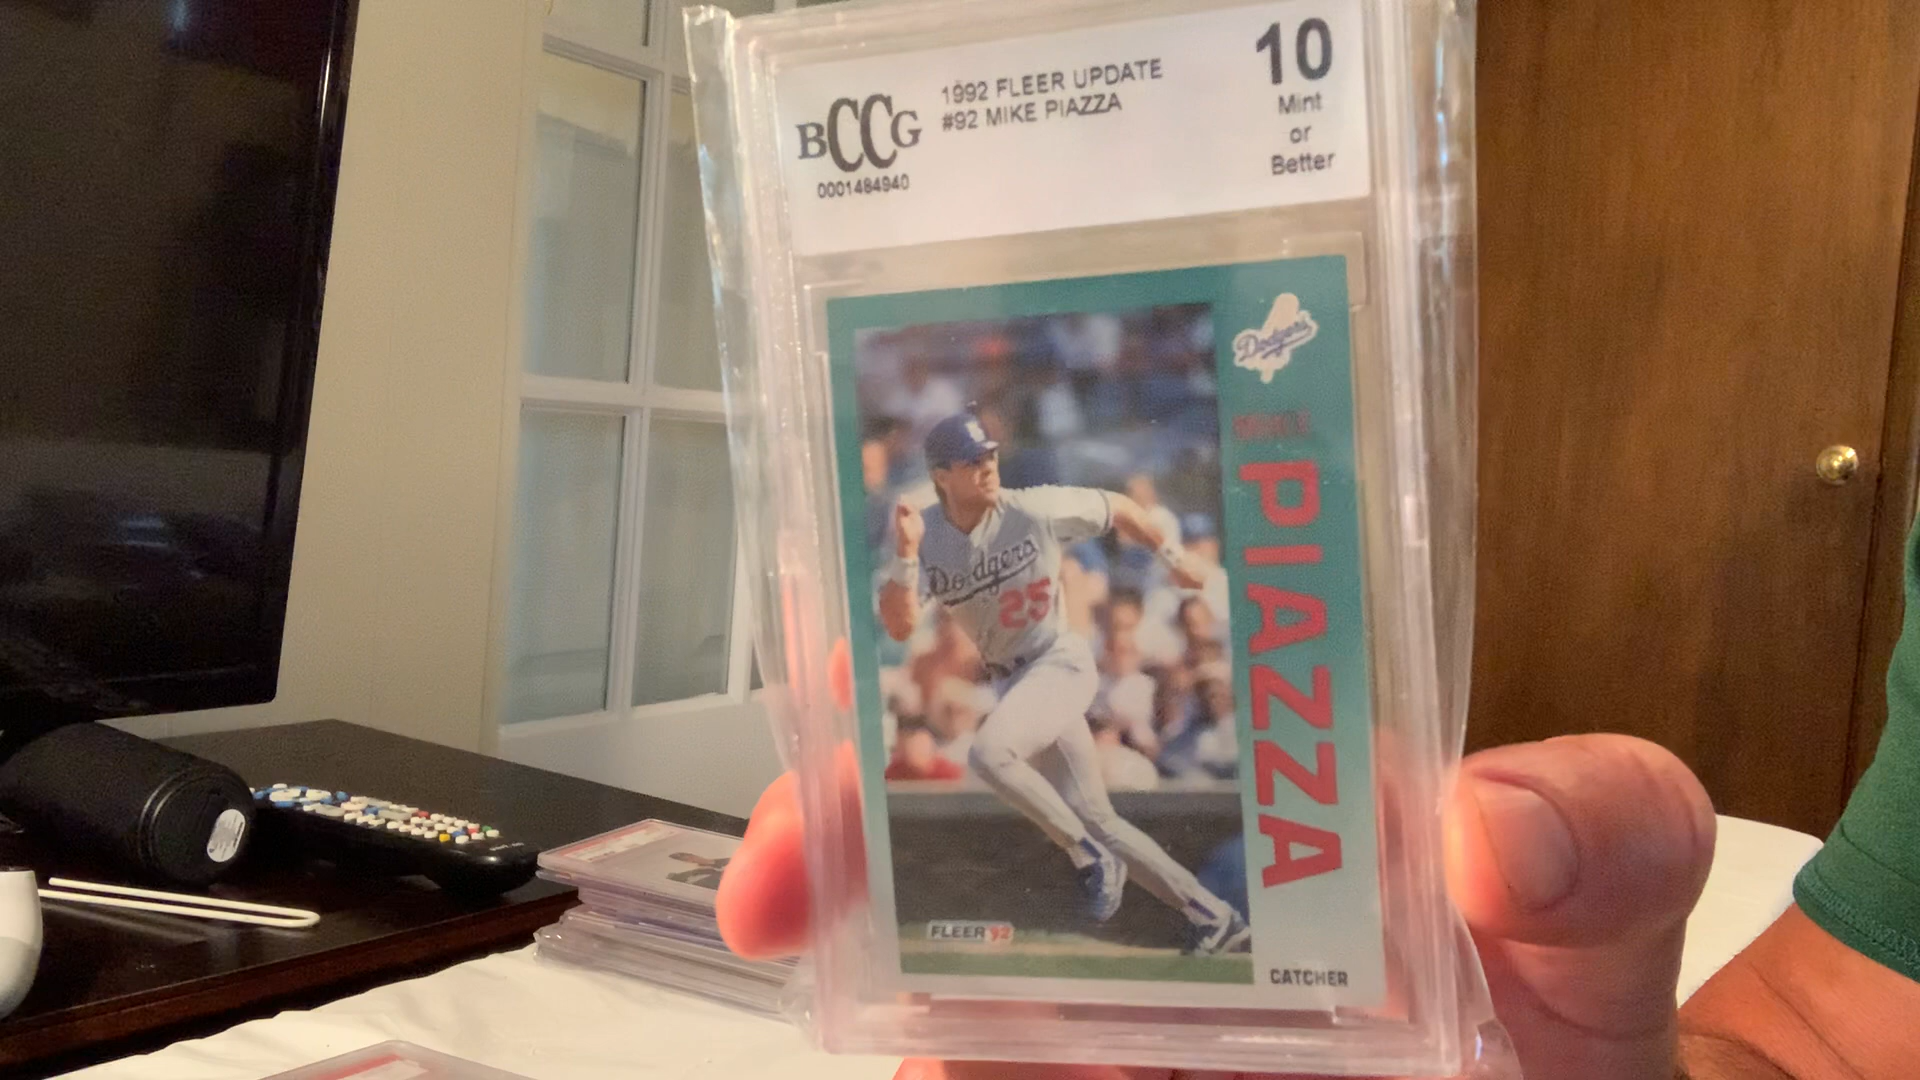 BCCG
0001484940
1992 FLEER UPDATE
#92 MIKE PIAZZA
10
Mint
or
Better
Dodgers
MIKE
PIAZZA
Dodgers
25
FLEER 92
CATCHER